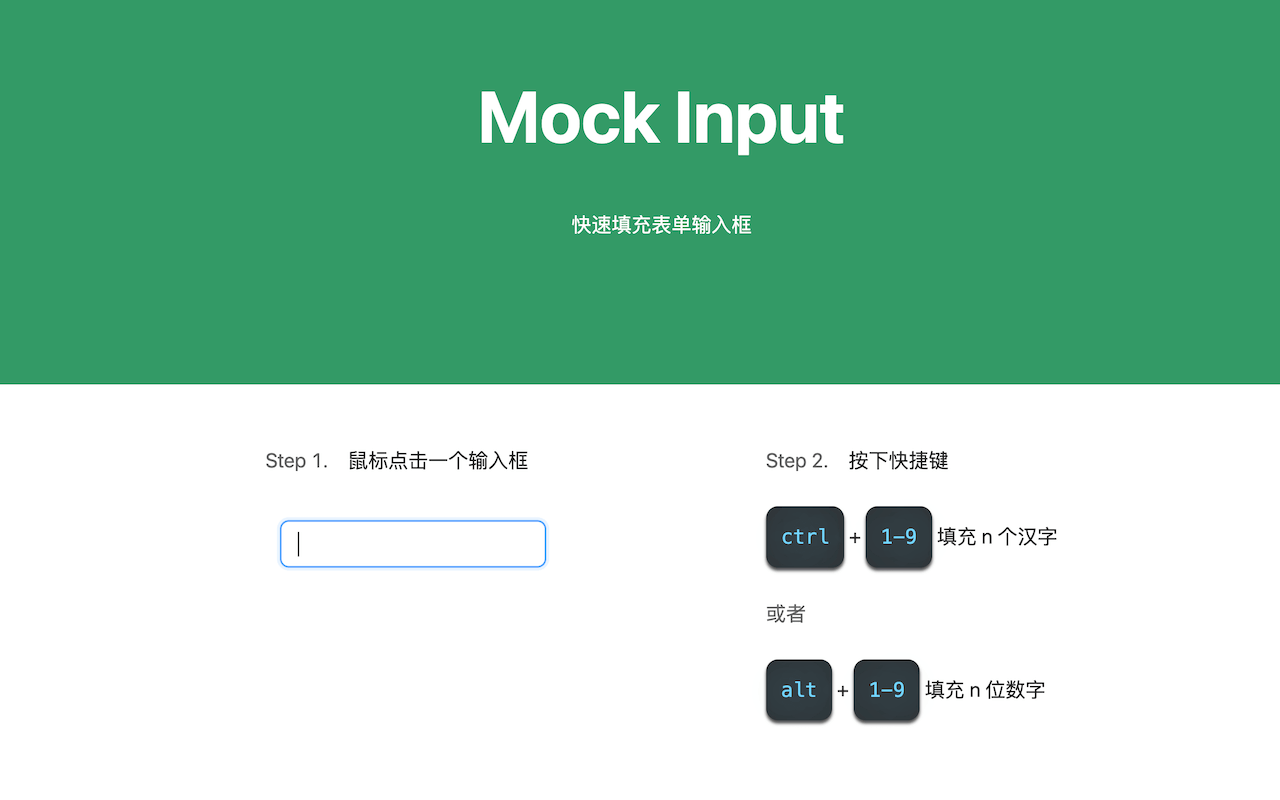 Mock Input
快速填充表单输入框
Step 1. 鼠标点击一个输入框
Step 2. 按下快捷键
ctrl + 1-9 填充 n 个汉字
或者
alt + 1-9 填充 n 位数字